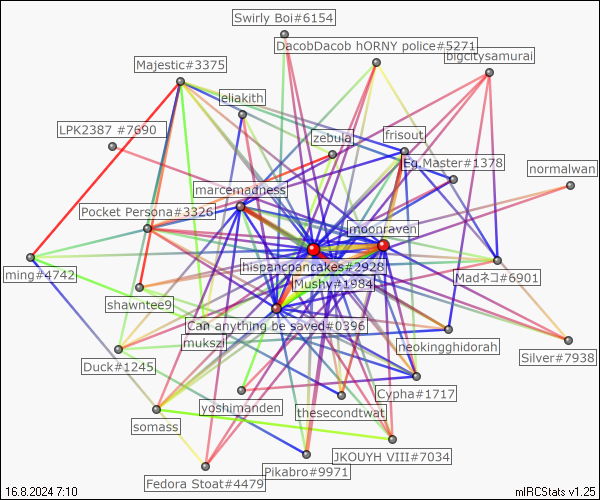 Swirly Boi#6154
DacobDacob hORNY police#5271
bigcitysamurai
Majestic#3375
eliakith
LPK2387 #7690
zebula
frisout
Eg.Master#1378
normalwan
marcemadness
Pocket Persona#3326
moonraven
ming#4742
hispancpancakes#2928
Mushy#1984
Madネコ#6901
shawntee9
Can anything be saved#0396
mukszi
neokingghidorah
Silver#7938
Duck#1245
Cypha#1717
yoshimanden
thesecondtwat
somass
JKOUYH VIII#7034
Pikabro#9971
Fedora Stoat#4479
16.8.2024 7:10
mIRCStats v1.25